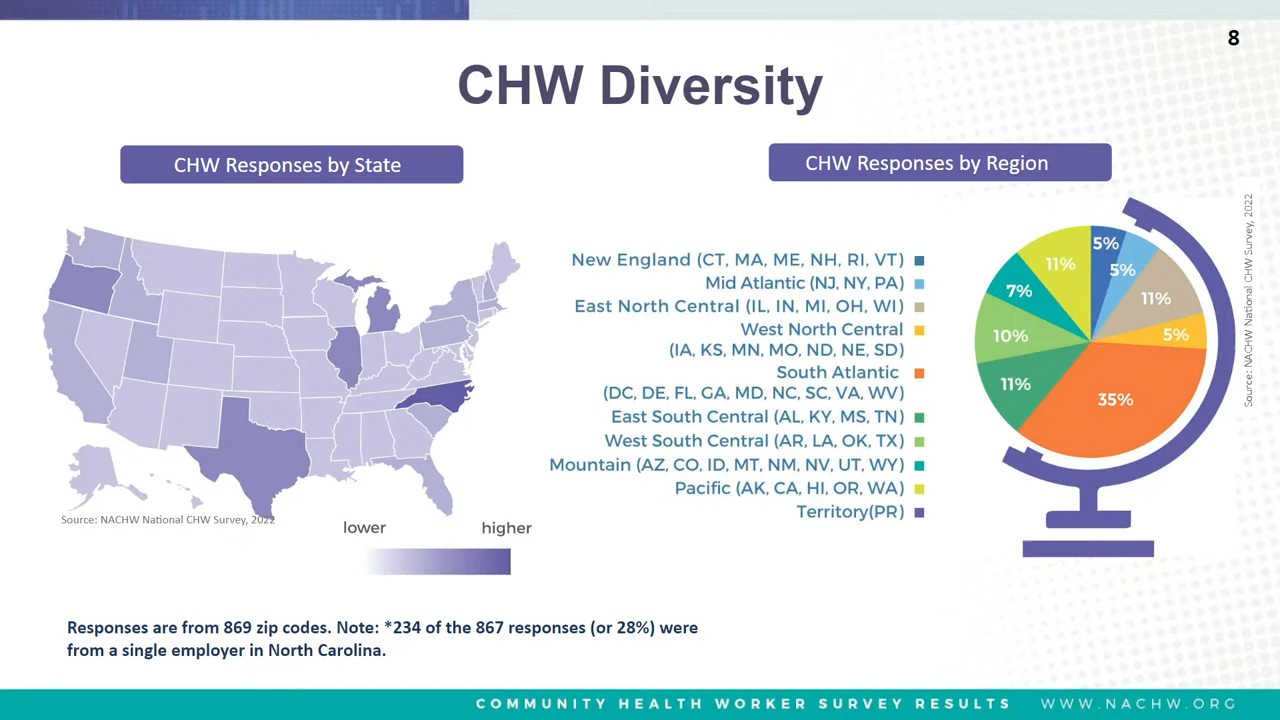 8
CHW Diversity
CHW Responses by State
Source: NACHW National CHW Survey, 2022
lower
higher
CHW Responses by Region
New England (CT, MA, ME, NH, RI, VT)
Mid Atlantic (NJ, NY, PA)
East North Central (IL, IN, MI, OH, WI)
West North Central
(IA, KS, MN, MO, ND, NE, SD)
South Atlantic
(DC, DE, FL, GA, MD, NC, SC, VA, WV)
East South Central (AL, KY, MS, TN)
West South Central (AR, LA, OK, TX)
Mountain (AZ, CO, ID, MT, NM, NV, UT, WY)
Pacific (AK, CA, HI, OR, WA)
Territory(PR)
5%
5%
11%
5%
35%
11%
10%
7%
11%
Source: NACHW National CHW Survey, 2022
Responses are from 869 zip codes. Note: *234 of the 867 responses (or 28%) were
from a single employer in North Carolina.
COMMUNITY HEALTH WORKER SURVEY RESULTS WWW.NACHW.ORG